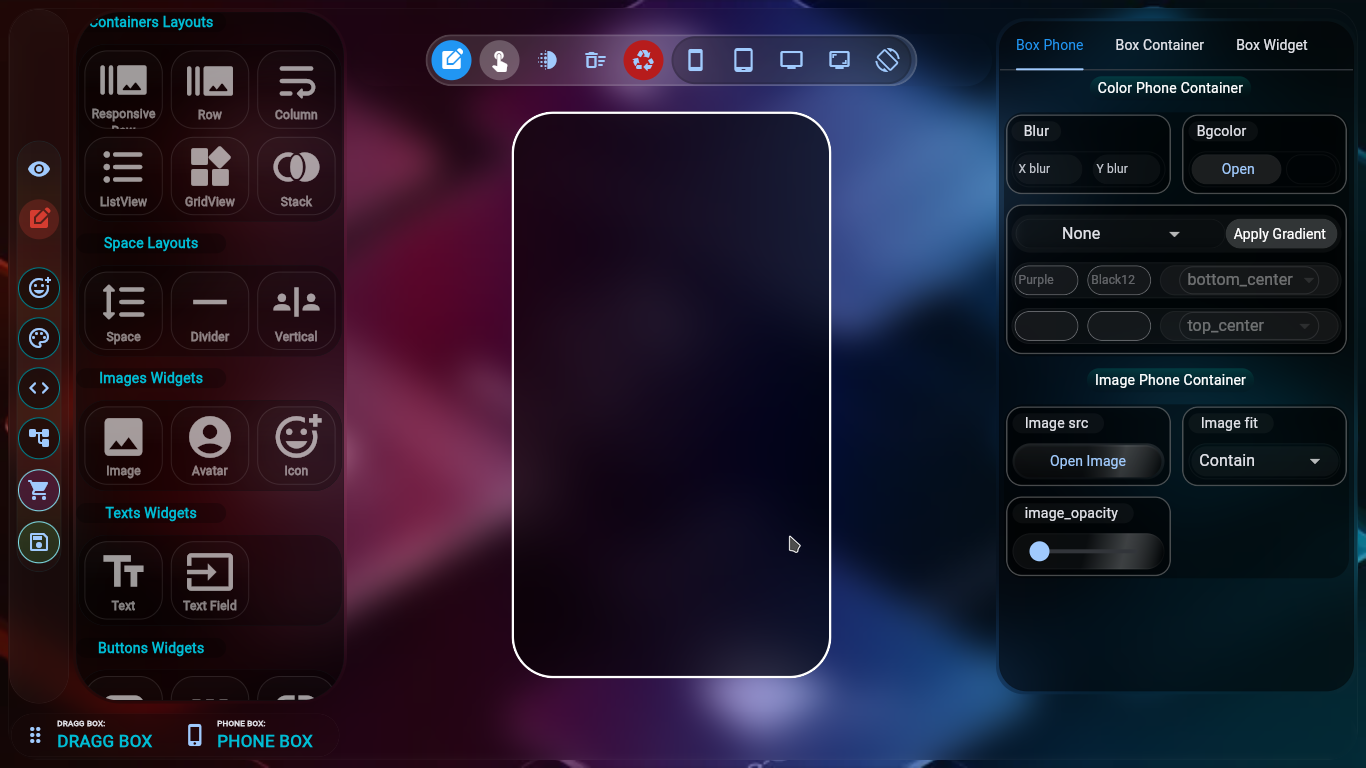 Containers Layouts
Responsive
Row
Row
Column
ListView
GridView
Stack
Space Layouts
Space
Divider
Vertical
Images Widgets
Image
Avatar
Icon
Texts Widgets
Text
Text Field
Buttons Widgets
DRAGG BOX:
DRAGG BOX
PHONE BOX:
PHONE BOX
Box Phone
Box Container
Box Widget
Color Phone Container
Blur
X blur
Y blur
Bgcolor
Open
None
Apply Gradient
Purple
Black12
bottom_center
top_center
Image Phone Container
Image src
Open Image
Image fit
Contain
image_opacity